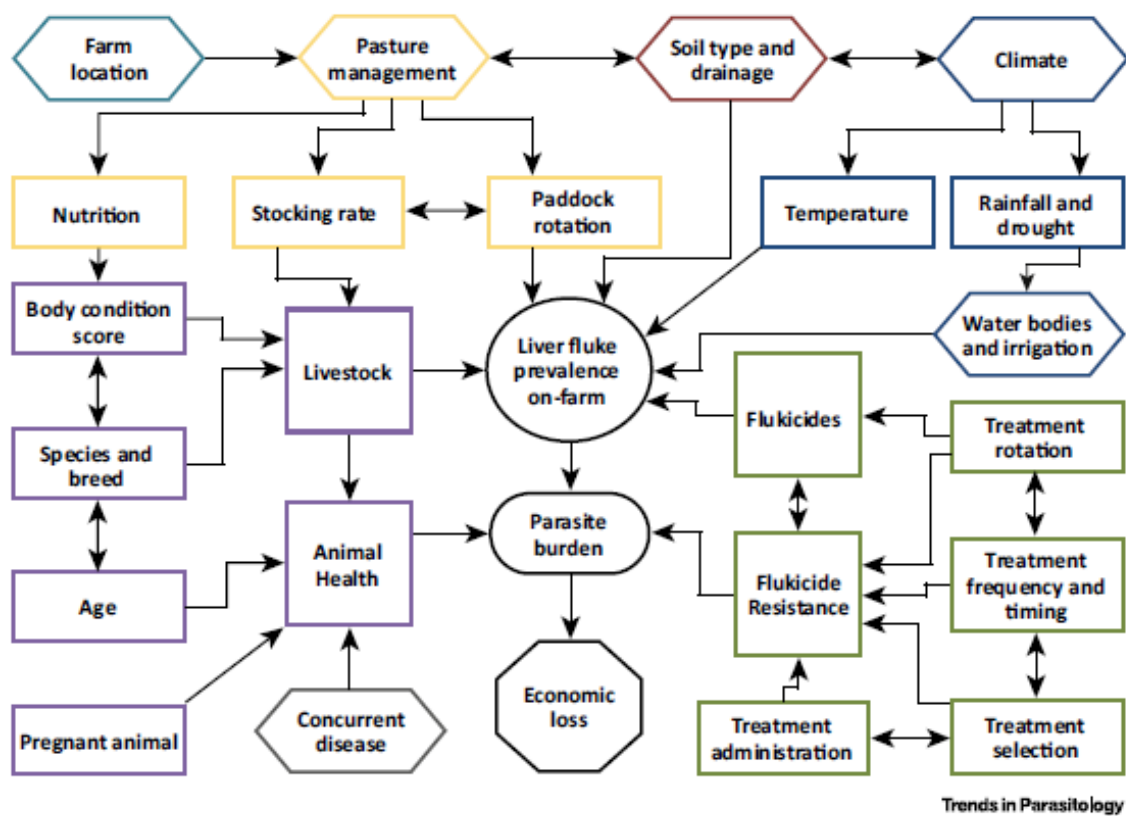 Farm
location
Pasture
management
Soil type and
drainage
Climate
Nutrition
Stocking rate
Paddock
rotation
Temperature
Rainfall and
drought
Body condition
score
Livestock
Liver fluke
prevalence
on-farm
Water bodies
and irrigation
Flukicides
Treatment
rotation
Species and
breed
Animal
Health
Parasite
burden
Flukicide
Resistance
Treatment
frequency and
timing
Age
Pregnant animal
Concurrent
disease
Economic
loss
Treatment
administration
Treatment
selection
Trends in Parasitology